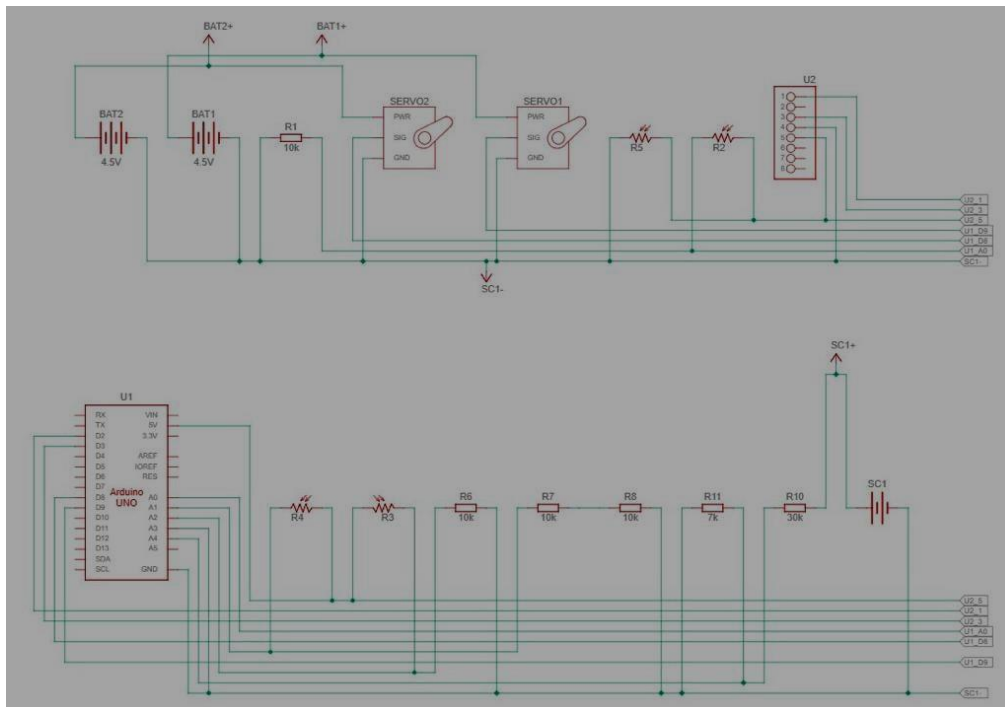 BAT2+ BAT1+
U2
SERVO2 SERVO1
BAT2 BAT1 PWR PWR 1
R1 2
SIG SIG 3
10k R5 R2 4
4.5V 4.5V GND GND 5
6
7
8
U2_1
U2_3
U2_5
U1_D9
U1_D8
U1_A0
SC1-
SC1-
SC1+
U1
RX VIN
TX 5V
D2 3.3V
D3
D4 AREF
D5 IOREF
D6 RES
D7
Arduino
D8 A0
UNO
D9 A1
D10 A2
D11 A3
D12 A4
D13 A5
SDA
SCL GND
R4 R3
R6 R7 R8 R11 R10 SC1
10k 10k 10k 7k 30k
U2_5
U2_1
U2_3
U1_A0
U1_D8
U1_D9
SC1-